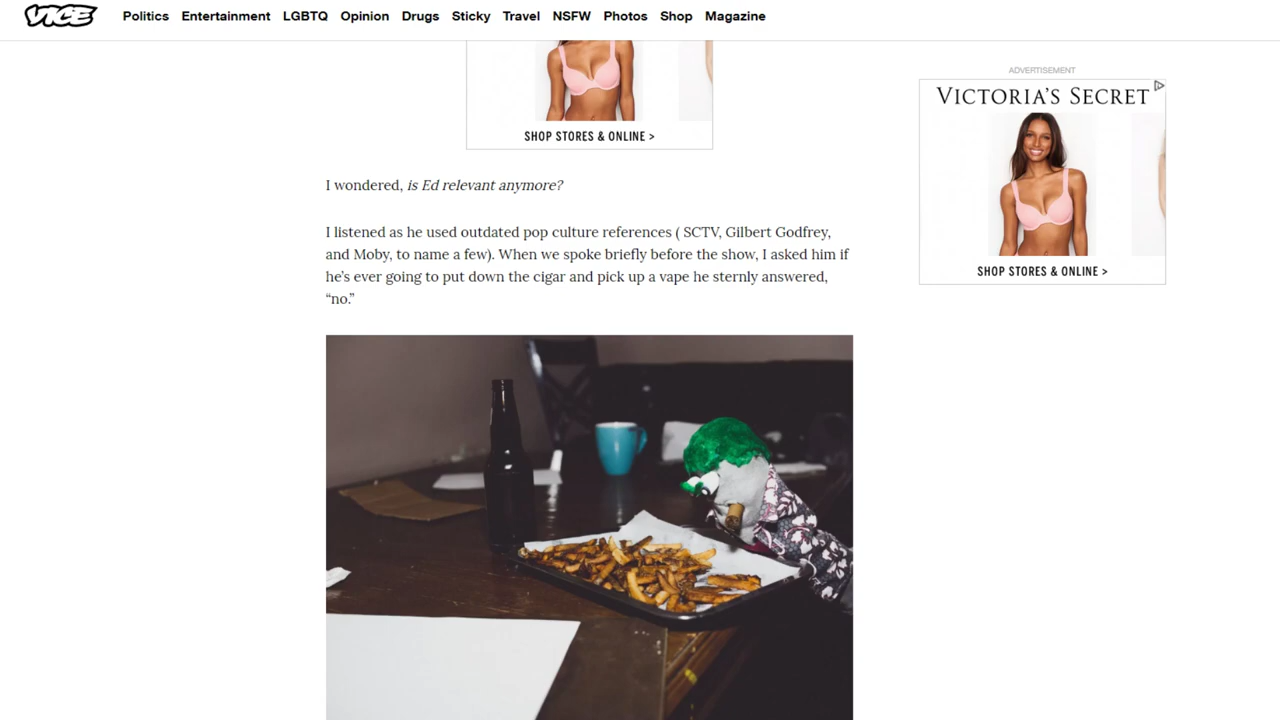 VICE Politics Entertainment LGBTQ Opinion Drugs Sticky Travel NSFW Photos Shop Magazine
SHOP STORES & ONLINE >
ADVERTISEMENT
VICTORIA'S SECRET
SHOP STORES & ONLINE >
I wondered, is Ed relevant anymore?
I listened as he used outdated pop culture references ( SCTV, Gilbert Godfrey,
and Moby, to name a few). When we spoke briefly before the show, I asked him if
he's ever going to put down the cigar and pick up a vape he sternly answered,
“no.”